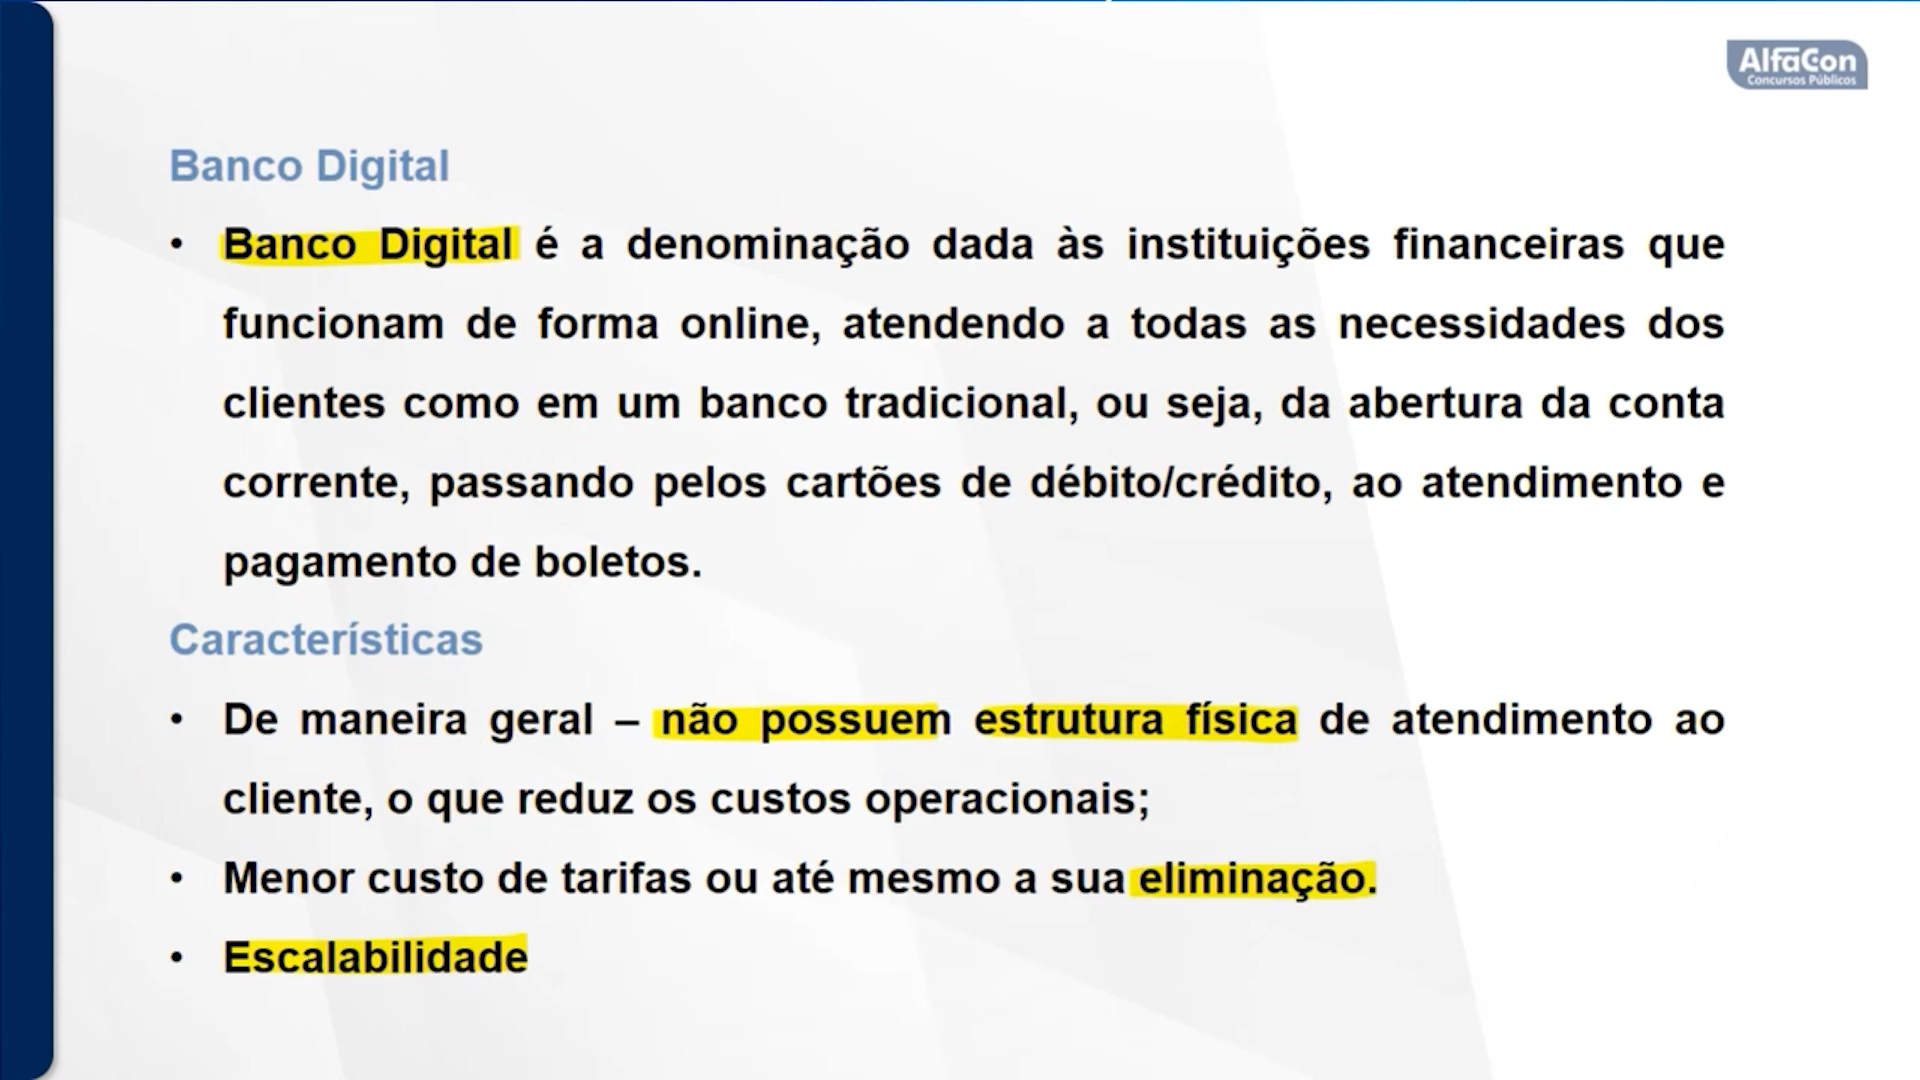 AlfaCon
Concursos Públicos
Banco Digital
• Banco Digital é a denominação dada às instituições financeiras que
funcionam de forma online, atendendo a todas as necessidades dos
clientes como em um banco tradicional, ou seja, da abertura da conta
corrente, passando pelos cartões de débito/crédito, ao atendimento e
pagamento de boletos.
Características
• De maneira geral – não possuem estrutura física de atendimento ao
cliente, o que reduz os custos operacionais;
• Menor custo de tarifas ou até mesmo a sua eliminação.
• Escalabilidade